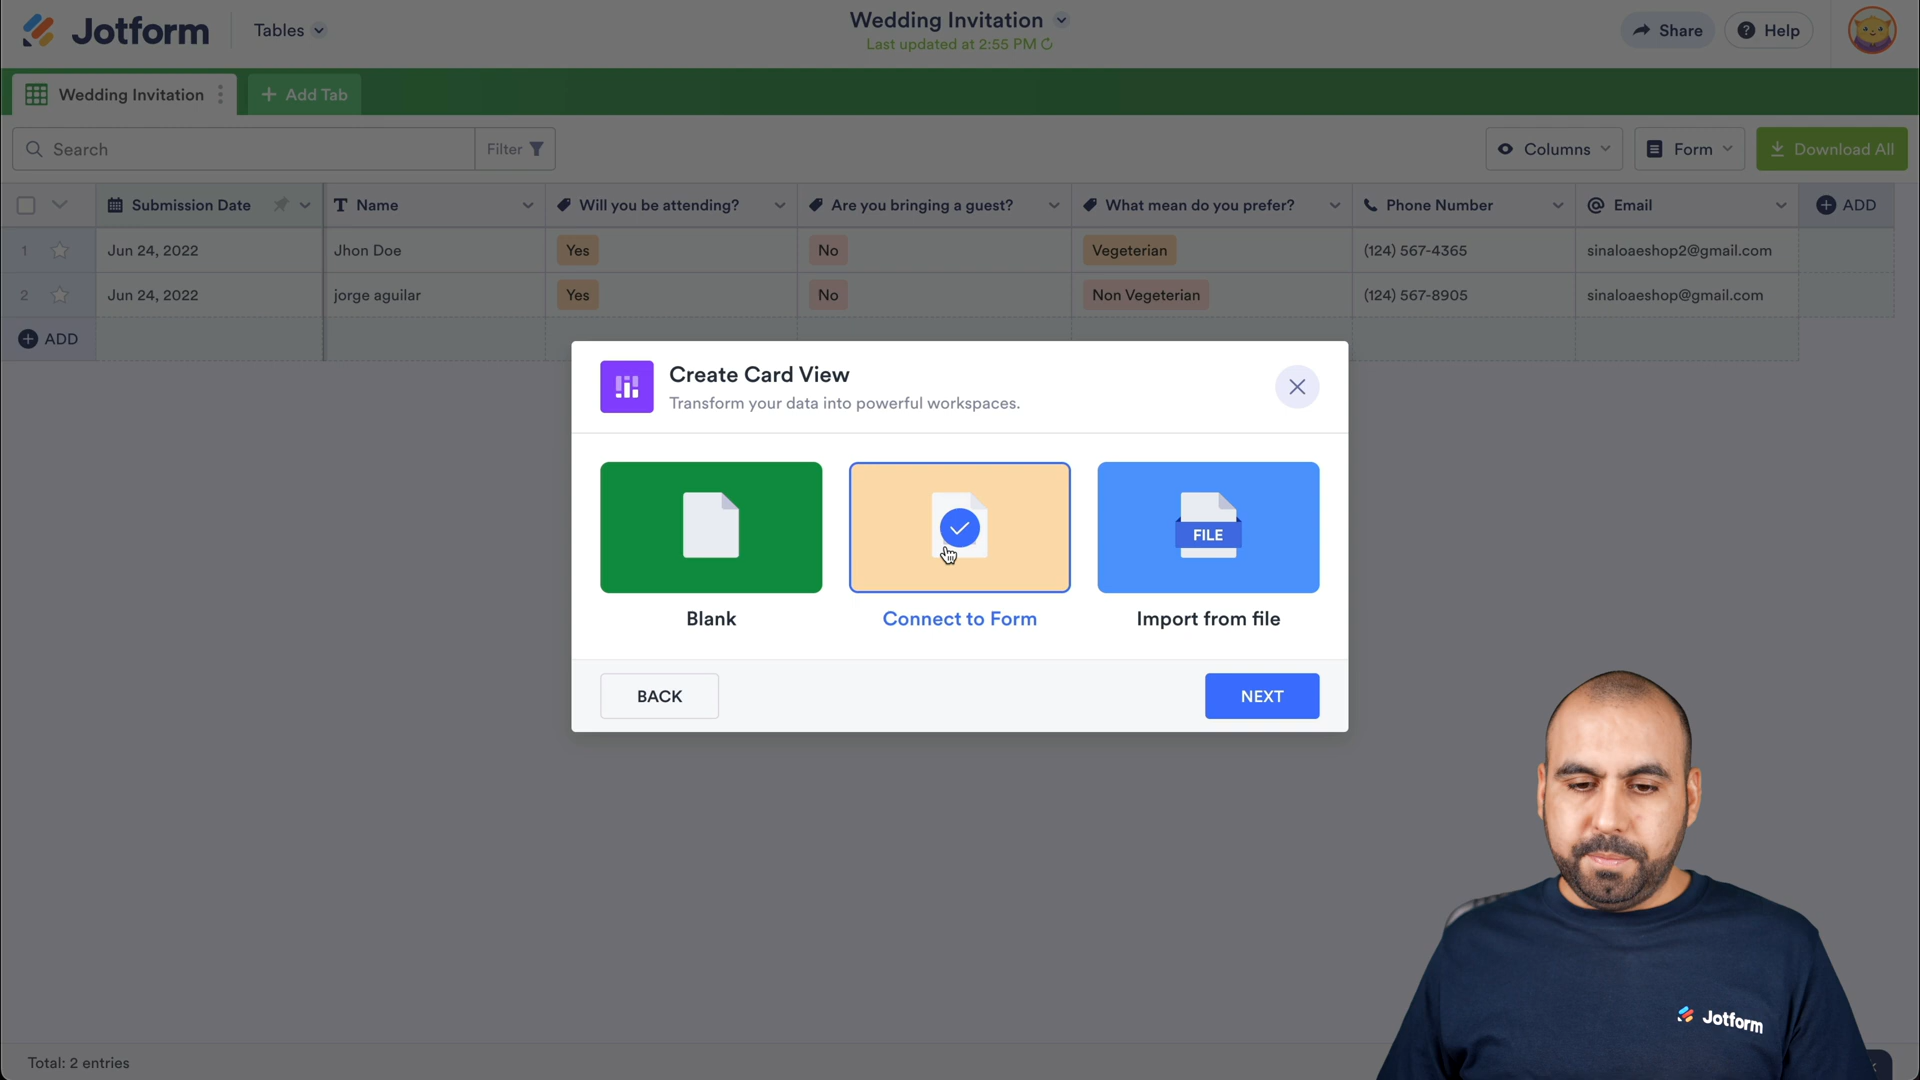 Jotform
Tables
Wedding Invitation
Last updated at 2:55 PM
Share
Help
Wedding Invitation
Add Tab
Search
Filter
Columns
Form
Download All
Submission Date
Name
Will you be attending?
Are you bringing a guest?
What mean do you prefer?
Phone Number
Email
ADD
1 Jun 24, 2022 Jhon Doe Yes No Vegeterian (124) 567-4365 sinaloaeshop2@gmail.com
2 Jun 24, 2022 jorge aguilar Yes No Non Vegeterian (124) 567-8905 sinaloaeshop@gmail.com
ADD
Create Card View
Transform your data into powerful workspaces.
FILE
Blank
Connect to Form
Import from file
BACK
NEXT
Jotform
Total: 2 entries